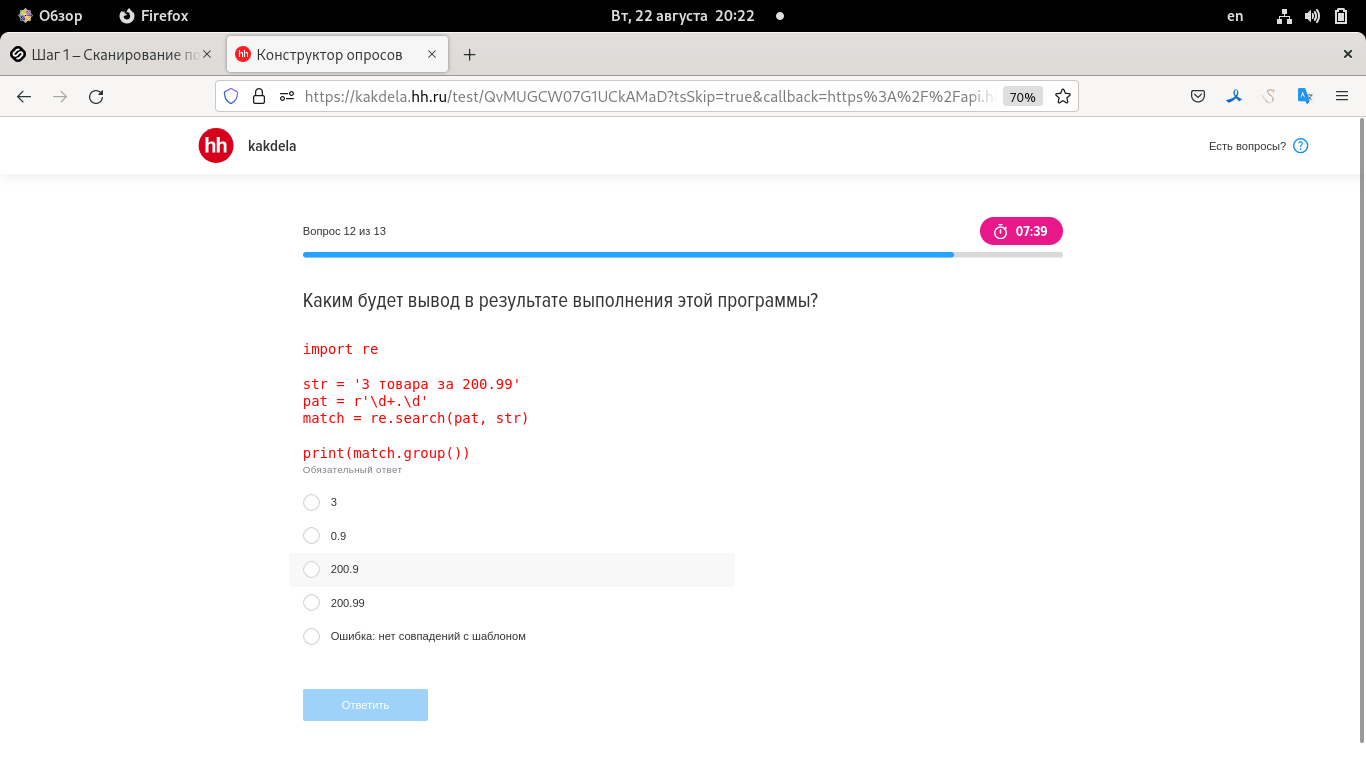 Обзор
Firefox
Вт, 22 августа 20:22
en
Шаг 1 – Сканирование по
hh
Конструктор опросов
https://kakdela.hh.ru/test/QvMUGCW07G1UCkAMaD?tsSkip=true&callback=https%3A%2F%2Fapi.h
70%
hh
kakdela
Есть вопросы?
Вопрос 12 из 13
07:39
Каким будет вывод в результате выполнения этой программы?
import re
str = '3 товара за 200.99'
pat = r'\d+.\d'
match = re.search(pat, str)
print(match.group())
Обязательный ответ
3
0.9
200.9
200.99
Ошибка: нет совпадений с шаблоном
Ответить